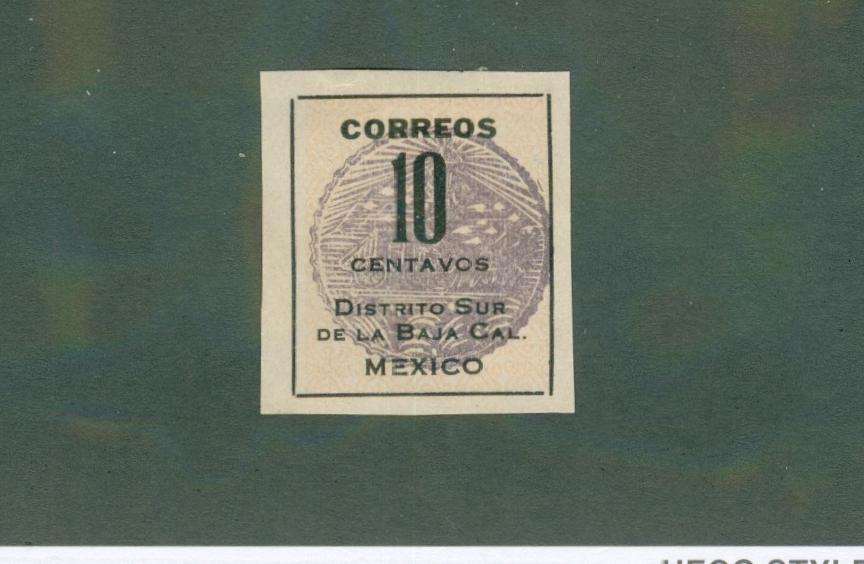 CORREOS
10
CENTAVOS
DISTRITO SUR
DE LA BAJA CAL.
MEXICO